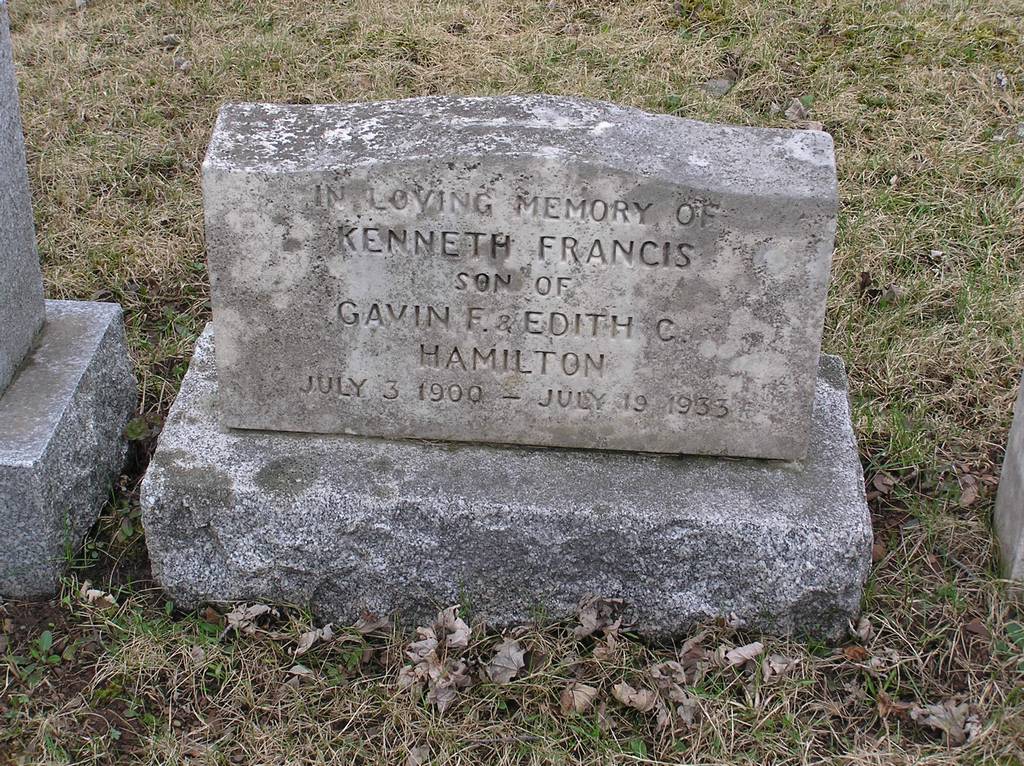 IN LOVING MEMORY OF
KENNETH FRANCIS
SON OF
GAVIN F. & EDITH C.
HAMILTON
JULY 3 1900 – JULY 19 1933